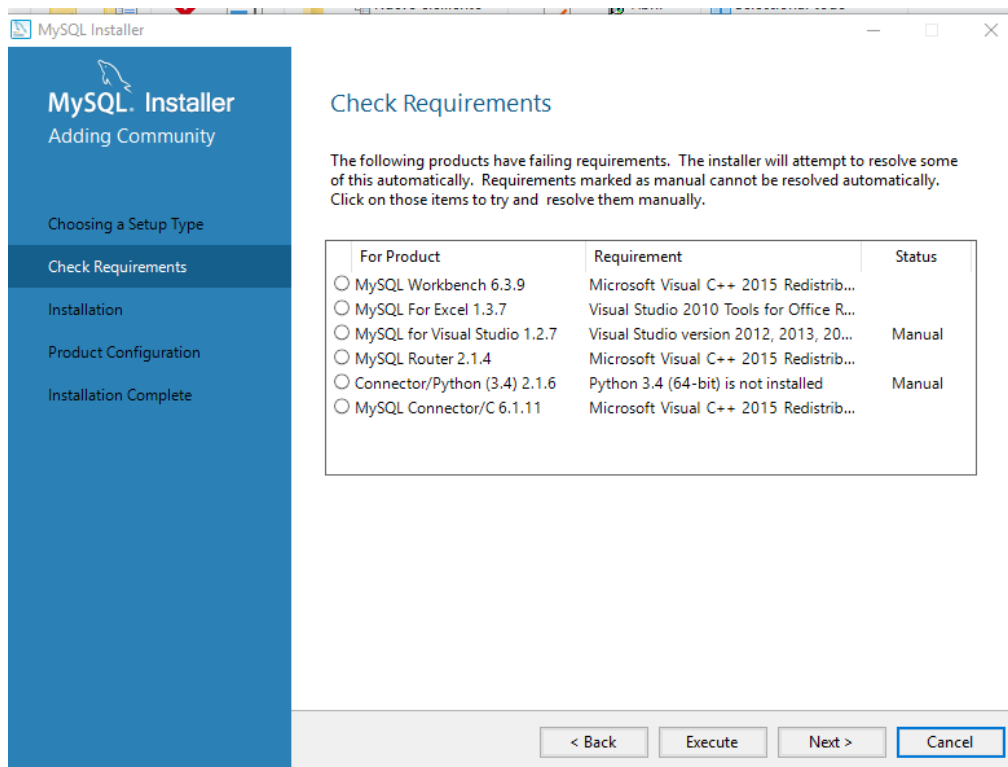 MySQL Installer
MySQL. Installer
Adding Community
Choosing a Setup Type
Check Requirements
Installation
Product Configuration
Installation Complete
Check Requirements
The following products have failing requirements. The installer will attempt to resolve some
of this automatically. Requirements marked as manual cannot be resolved automatically.
Click on those items to try and resolve them manually.
For Product Requirement Status
MySQL Workbench 6.3.9 Microsoft Visual C++ 2015 Redistrib...
MySQL For Excel 1.3.7 Visual Studio 2010 Tools for Office R...
MySQL for Visual Studio 1.2.7 Visual Studio version 2012, 2013, 20... Manual
MySQL Router 2.1.4 Microsoft Visual C++ 2015 Redistrib...
Connector/Python (3.4) 2.1.6 Python 3.4 (64-bit) is not installed Manual
MySQL Connector/C 6.1.11 Microsoft Visual C++ 2015 Redistrib...
< Back Execute Next > Cancel